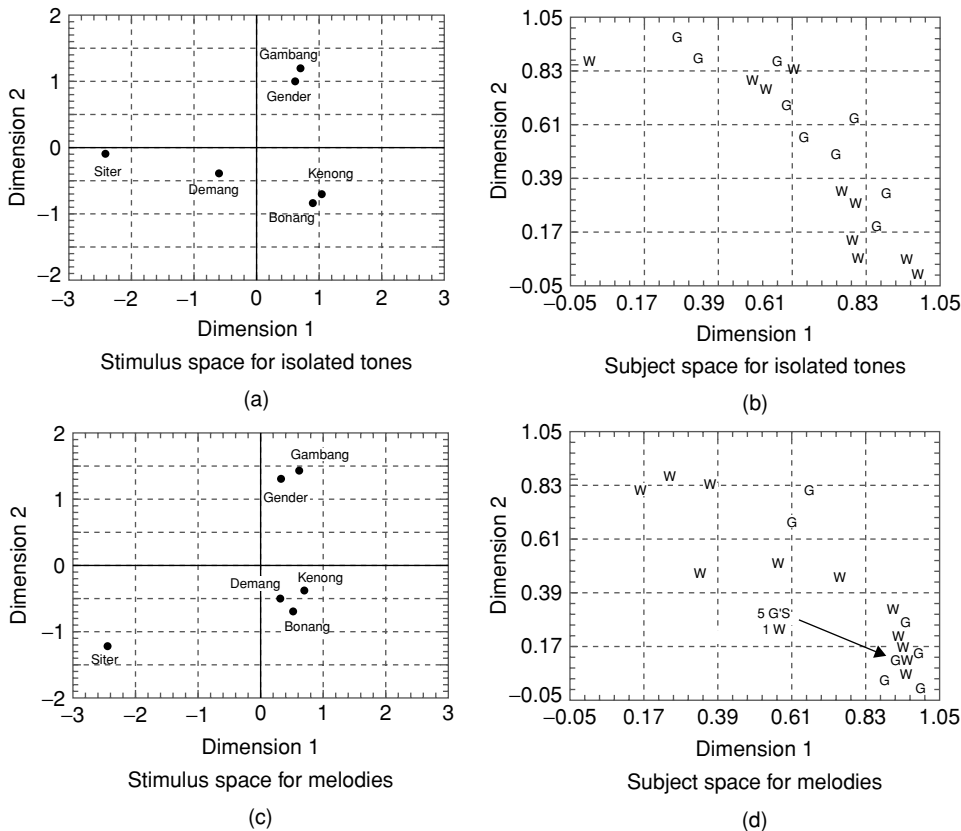 2
1
0
−1
−2
−3
−2
−1
0
1
2
3
Dimension 2
Dimension 1
Gambang
Gender
Siter
Demang
Kenong
Bonang
Stimulus space for isolated tones
(a)
1.05
0.83
0.61
0.39
0.17
−0.05
−0.05
0.17
0.39
0.61
0.83
1.05
Dimension 2
Dimension 1
G
W
G
G
W
W
W
G
G
G
G
W
G
W
G
W
W
W
W
Subject space for isolated tones
(b)
2
1
0
−1
−2
−3
−2
−1
0
1
2
3
Dimension 2
Dimension 1
Gambang
Gender
Demang
Kenong
Bonang
Siter
Stimulus space for melodies
(c)
1.05
0.83
0.61
0.39
0.17
−0.05
−0.05
0.17
0.39
0.61
0.83
1.05
Dimension 2
Dimension 1
W
W
W
G
G
W
W
W
5 G'S
1 W
W
G
W
W
G
G
W
W
G
G
Subject space for melodies
(d)